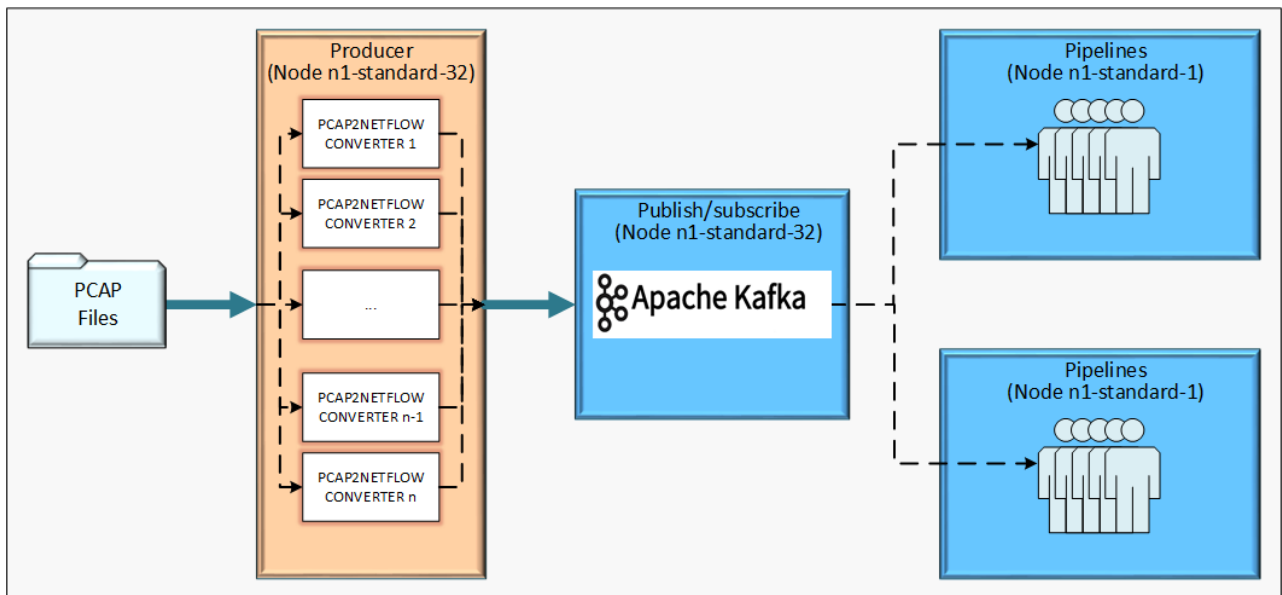 PCAP
Files
Producer
(Node n1-standard-32)
PCAP2NETFLOW
CONVERTER 1
PCAP2NETFLOW
CONVERTER 2
...
PCAP2NETFLOW
CONVERTER n-1
PCAP2NETFLOW
CONVERTER n
Publish/subscribe
(Node n1-standard-32)
Apache Kafka
Pipelines
(Node n1-standard-1)
Pipelines
(Node n1-standard-1)